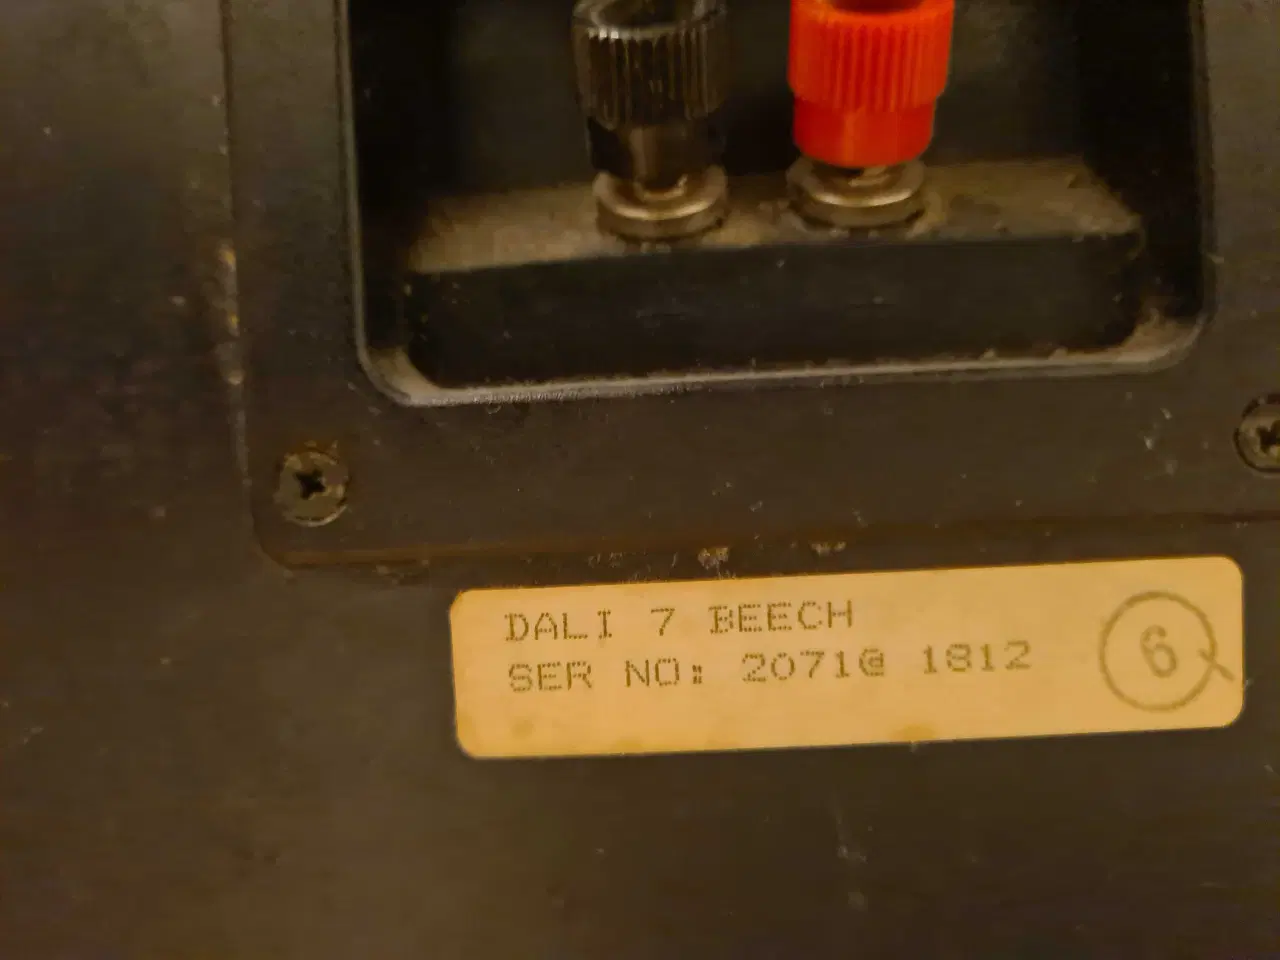 DALI 7 BEECH
SER NO: 2071@ 1812
6